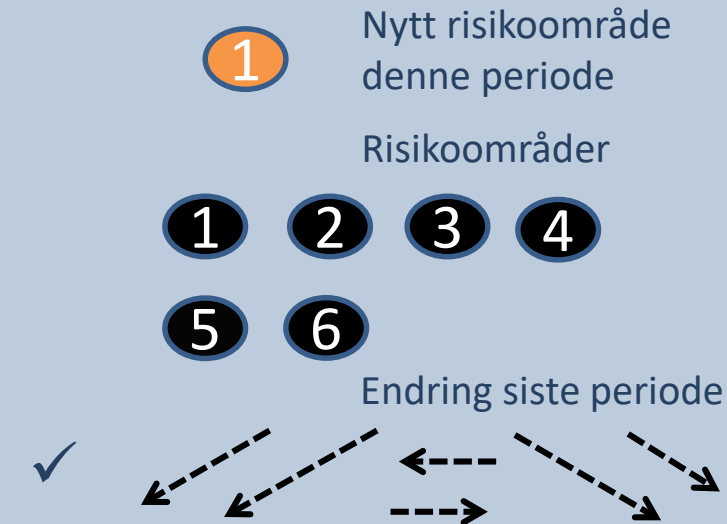 1
Nytt risikoområde
denne periode
Risikoområder
1 2 3 4
5 6
Endring siste periode
✓